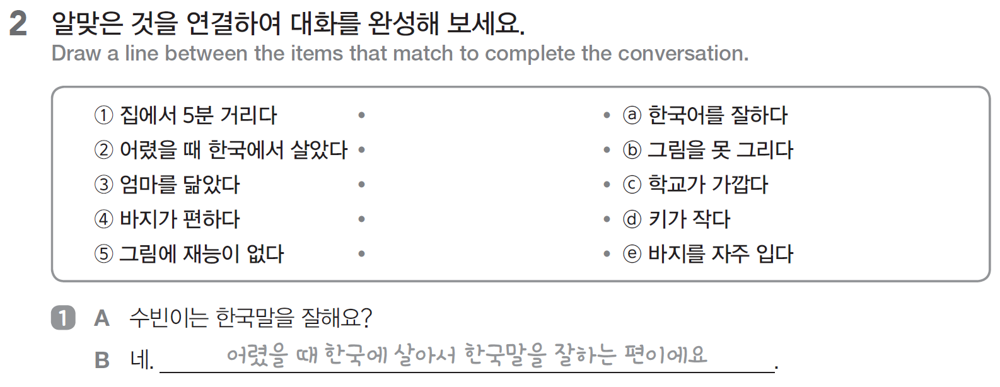 2 알맞은 것을 연결하여 대화를 완성해 보세요.
Draw a line between the items that match to complete the conversation.
① 집에서 5분 거리다 • • ⓐ 한국어를 잘하다
② 어렸을 때 한국에서 살았다 • • ⓑ 그림을 못 그리다
③ 엄마를 닮았다 • • ⓒ 학교가 가깝다
④ 바지가 편하다 • • ⓓ 키가 작다
⑤ 그림에 재능이 없다 • • ⓔ 바지를 자주 입다
1 A 수빈이는 한국말을 잘해요?
B 네. 어렸을 때 한국에 살아서 한국말을 잘하는 편이에요.